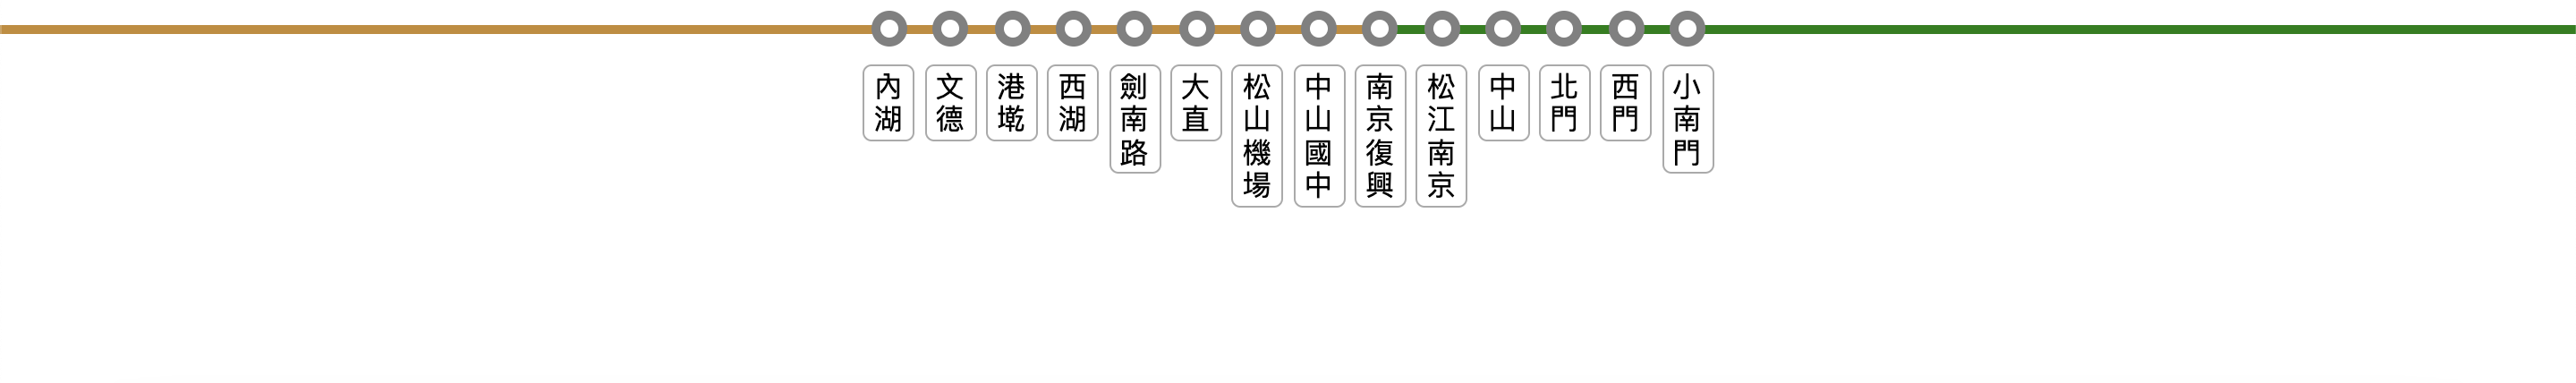 內湖
文德
港墘
西湖
劍南路
大直
松山機場
中山國中
南京復興
松江南京
中山
北門
西門
小南門